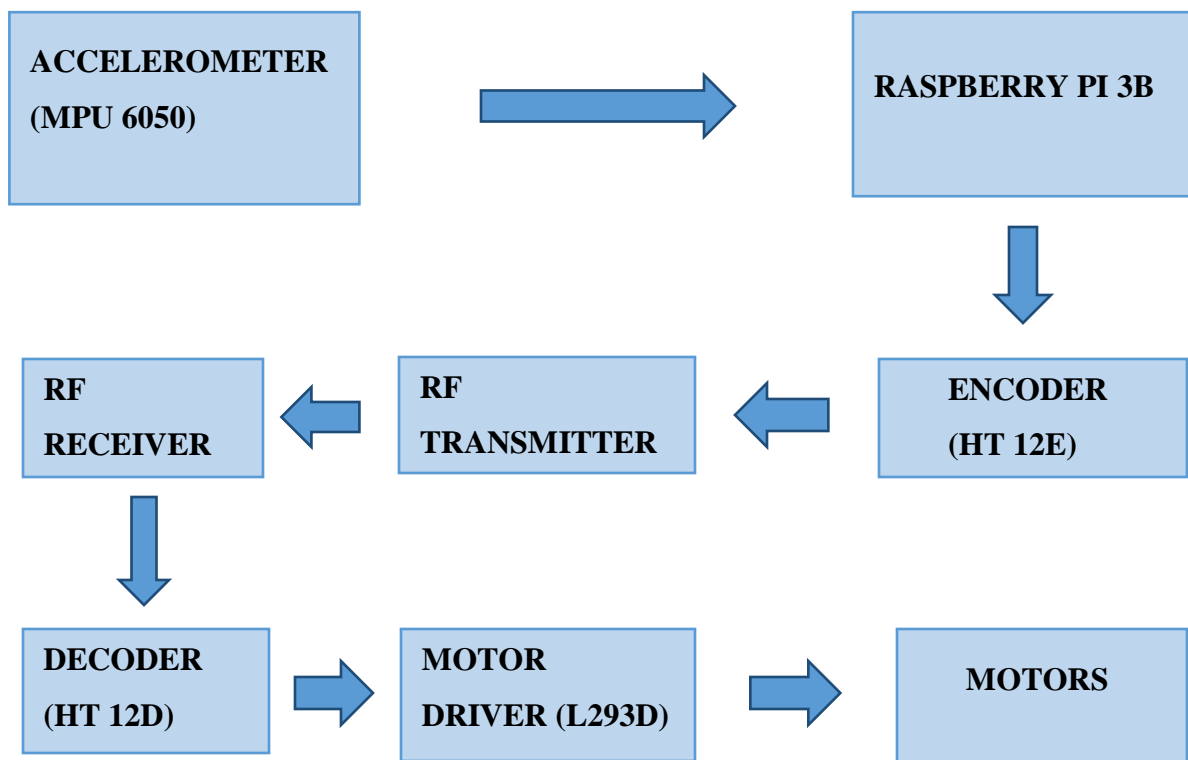 ACCELEROMETER
(MPU 6050)
RASPBERRY PI 3B
ENCODER
(HT 12E)
RF
TRANSMITTER
RF
RECEIVER
DECODER
(HT 12D)
MOTOR
DRIVER (L293D)
MOTORS